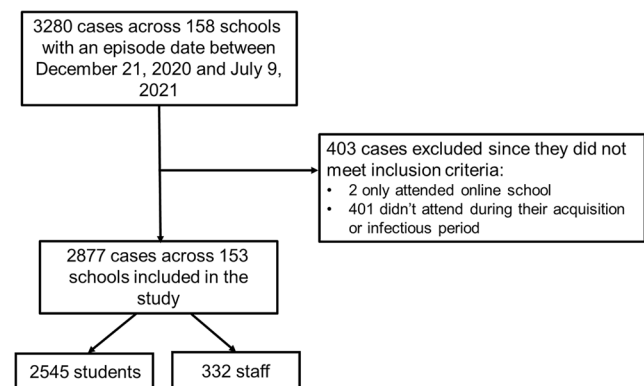 3280 cases across 158 schools
with an episode date between
December 21, 2020 and July 9,
2021
403 cases excluded since they did not
meet inclusion criteria:
• 2 only attended online school
• 401 didn’t attend during their acquisition
or infectious period
2877 cases across 153
schools included in the
study
2545 students
332 staff